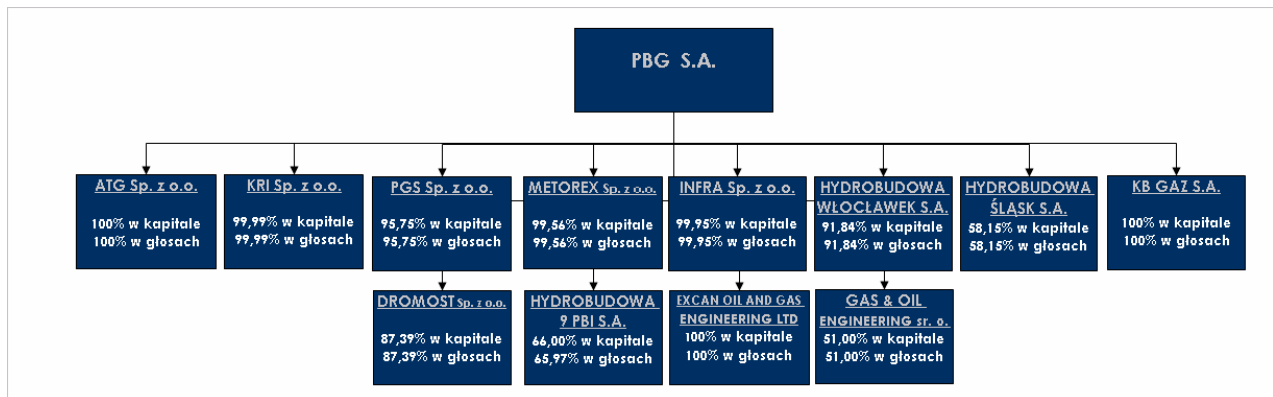 PBG S.A.
ATG Sp. z o.o.
100% w kapitale
100% w głosach
KRI Sp. z o.o.
99,99% w kapitale
99,99% w głosach
PGS Sp. z o.o.
95,75% w kapitale
95,75% w głosach
METOREX Sp. z o.o.
99,56% w kapitale
99,56% w głosach
INFRA Sp. z o.o.
99,95% w kapitale
99,95% w głosach
HYDROBUDOWA
WŁOCŁAWEK S.A.
91,84% w kapitale
91,84% w głosach
HYDROBUDOWA
ŚLĄSK S.A.
58,15% w kapitale
58,15% w głosach
KB GAZ S.A.
100% w kapitale
100% w głosach
DROMOST Sp. z o.o.
87,39% w kapitale
87,39% w głosach
HYDROBUDOWA
9 PBI S.A.
66,00% w kapitale
65,97% w głosach
EXCAN OIL AND GAS
ENGINEERING LTD
100% w kapitale
100% w głosach
GAS & OIL
ENGINEERING sr. o.
51,00% w kapitale
51,00% w głosach